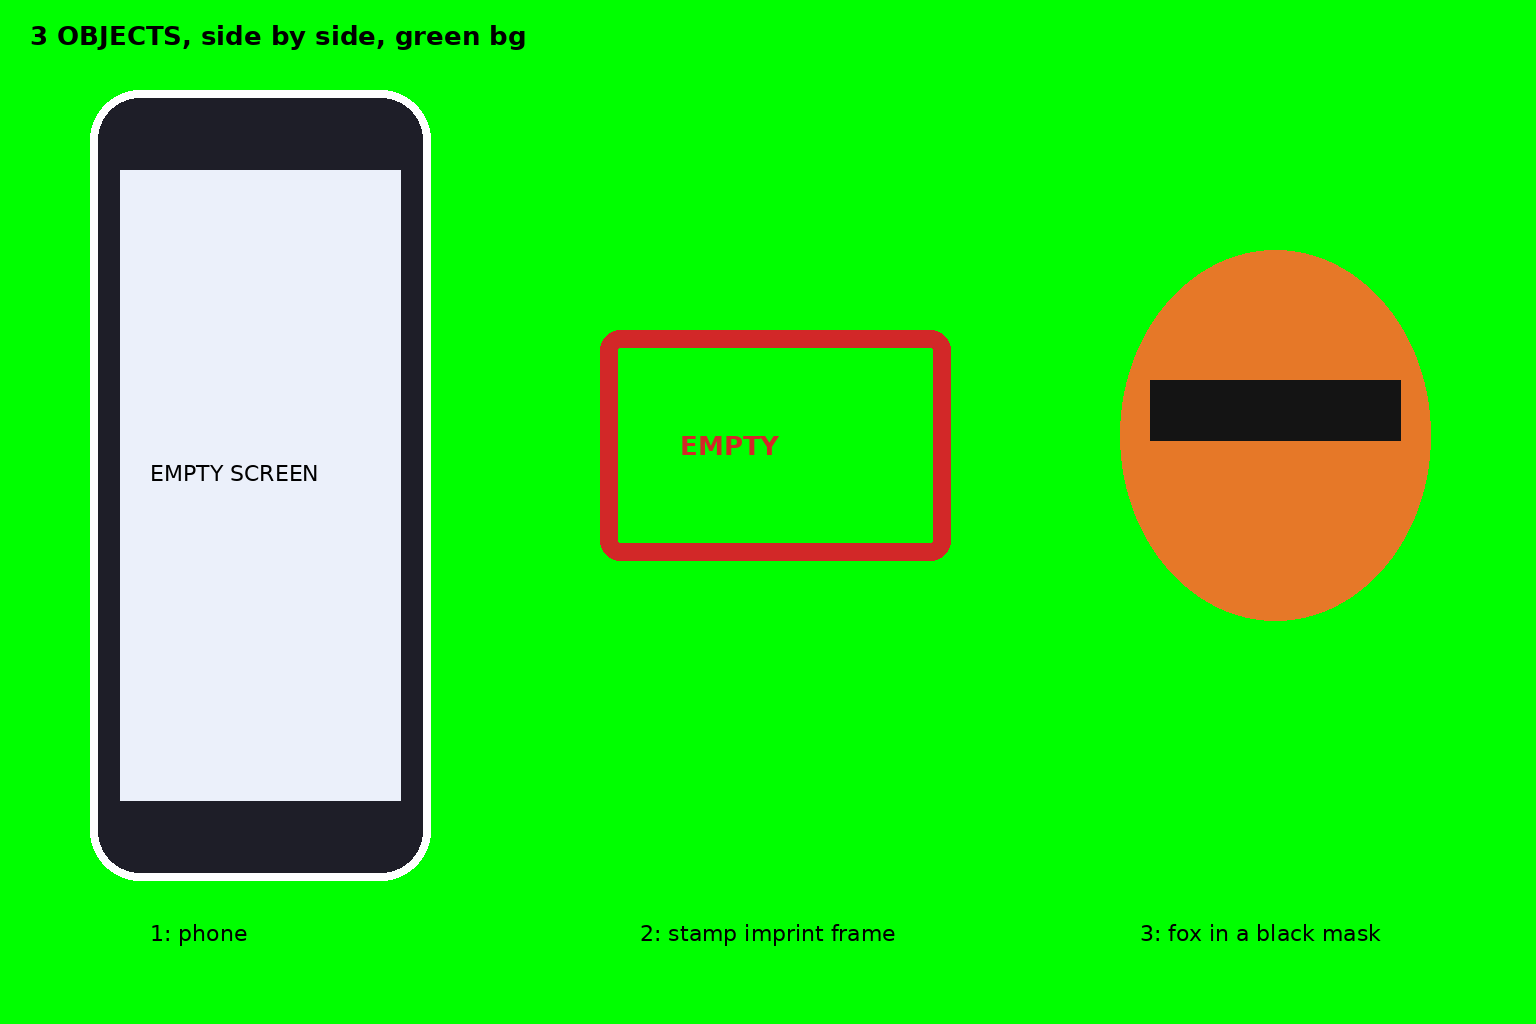 3 OBJECTS, side by side, green bg
EMPTY SCREEN
EMPTY
1: phone
2: stamp imprint frame
3: fox in a black mask